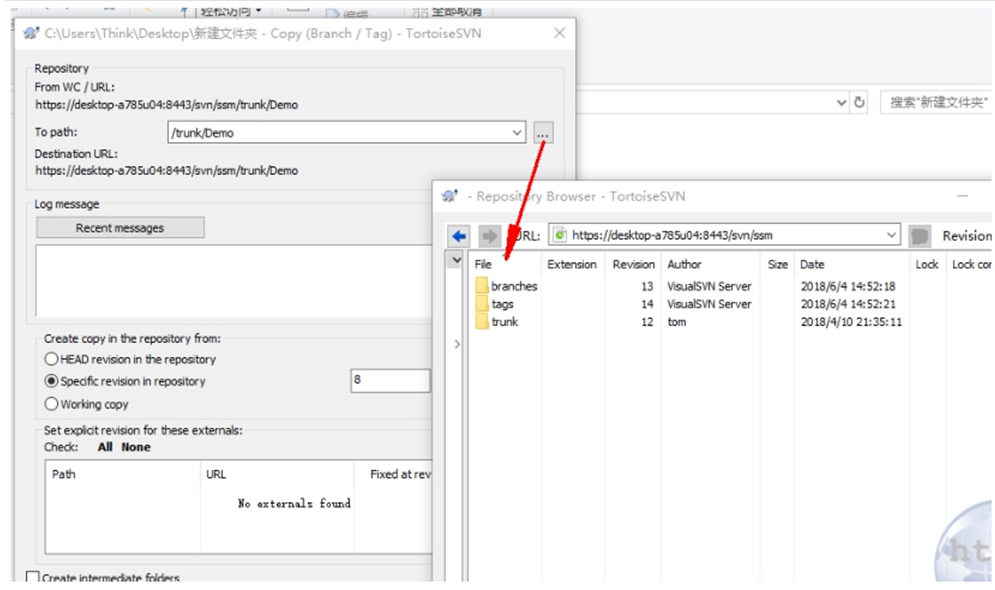 轻松访问
编辑
全部取消
C:\Users\Think\Desktop\新建文件夹 - Copy (Branch / Tag) - TortoiseSVN
搜索"新建文件夹"
Repository
From WC / URL:
https://desktop-a785u04:8443/svn/ssm/trunk/Demo
To path:
/trunk/Demo
...
Destination URL:
https://desktop-a785u04:8443/svn/ssm/trunk/Demo
Log message
Recent messages
Create copy in the repository from:
HEAD revision in the repository
Specific revision in repository
8
Working copy
Set explicit revision for these externals:
Check: All None
Path URL Fixed at rev
No externals found
Create intermediate folders
- Repository Browser - TortoiseSVN
URL: https://desktop-a785u04:8443/svn/ssm Revision
File Extension Revision Author Size Date Lock Lock co
branches 13 VisualSVN Server 2018/6/4 14:52:18
tags 14 VisualSVN Server 2018/6/4 14:52:21
trunk 12 tom 2018/4/10 21:35:11
ht